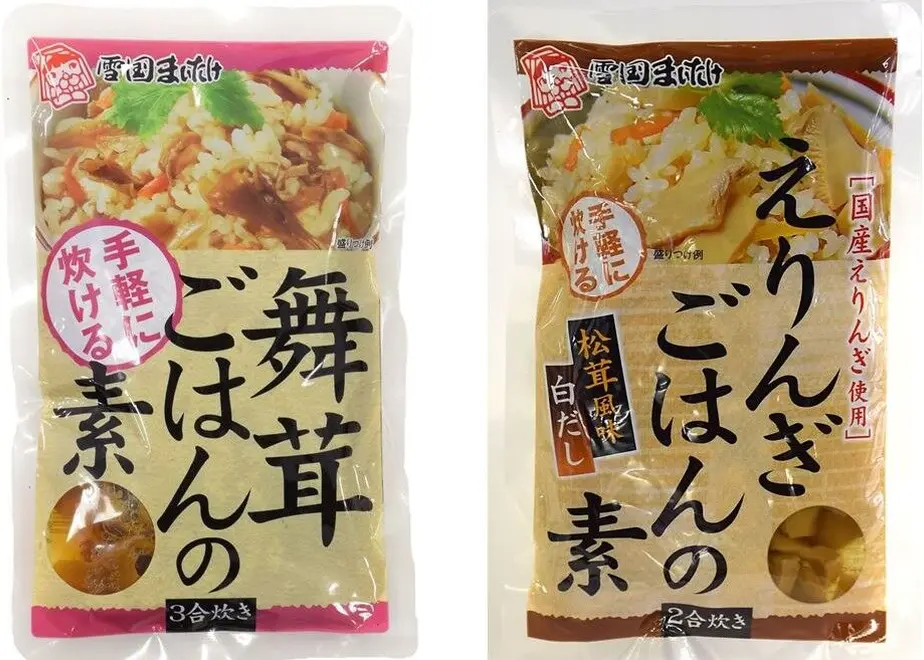 雪国まいたけ
盛りつけ例
手軽に
炊ける
舞茸
ごはんの
素
3合炊き
雪国まいたけ
盛りつけ例
手軽に
炊ける
[国産えりんぎ使用]
えりんぎ
ごはんの
素
松茸風味
白だし
2合炊き